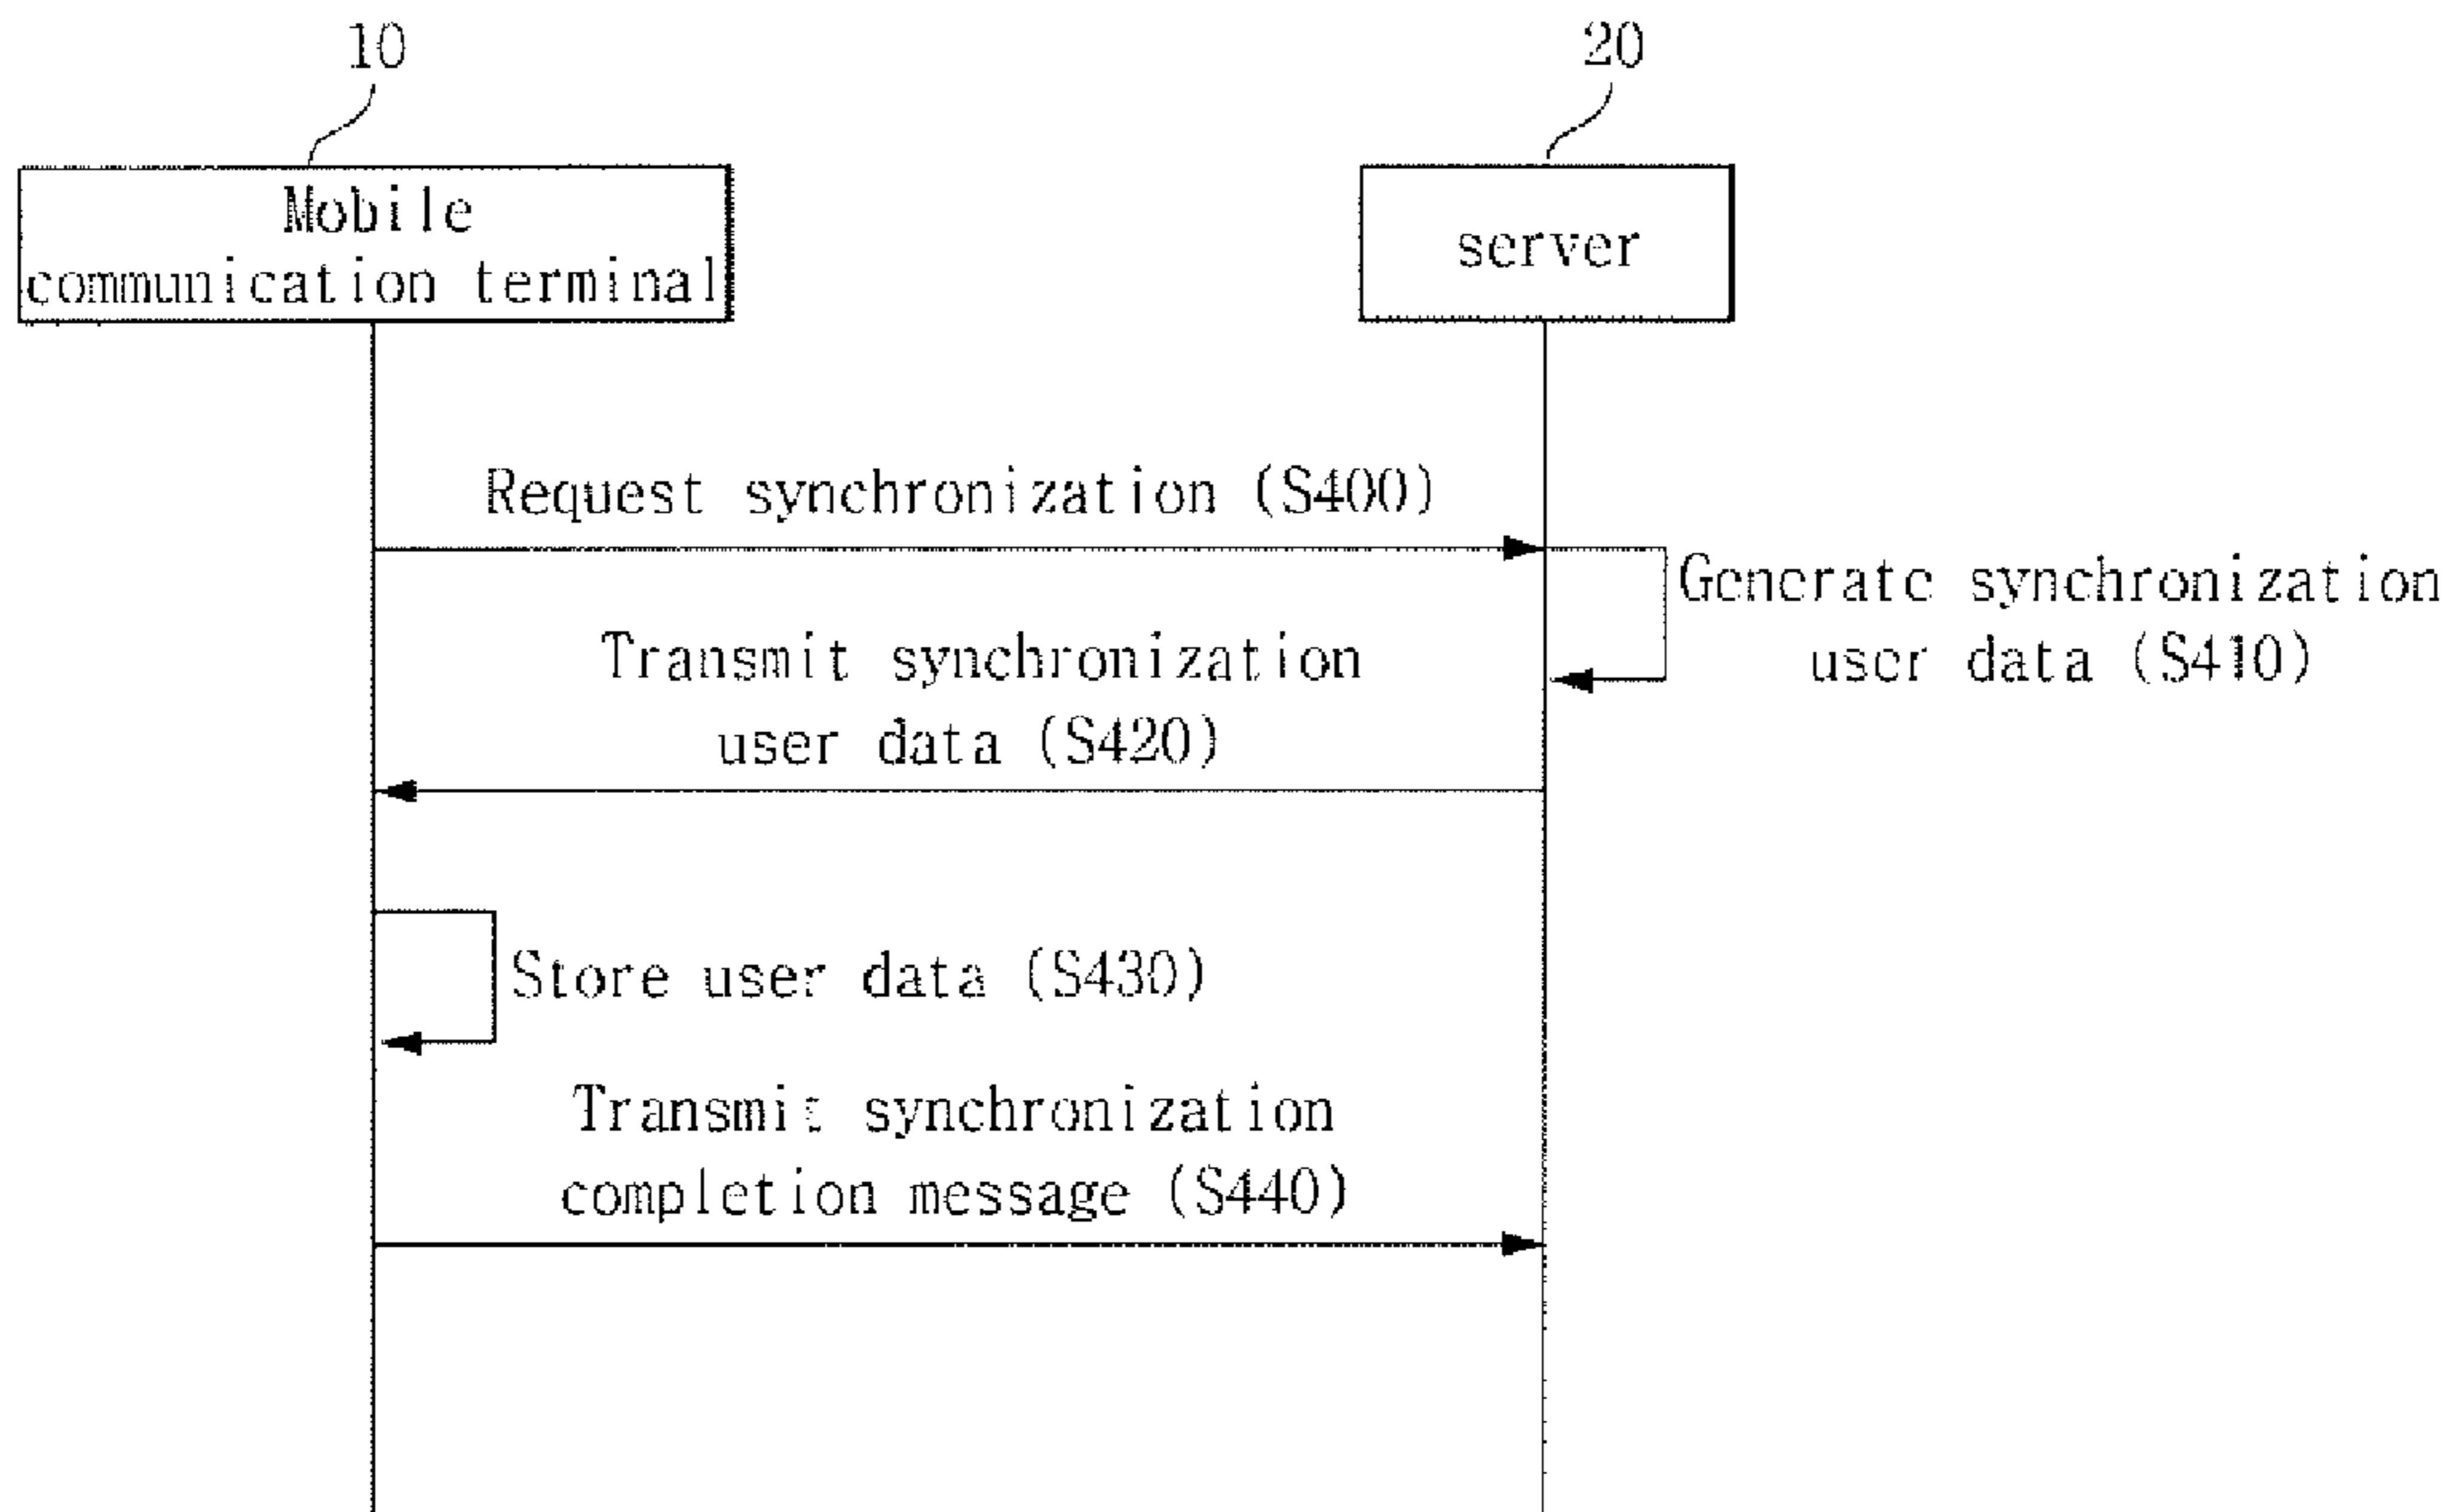 10
20
Mobile
communication terminal
server
Request synchronization (S400)
Generate synchronization
user data (S410)
Transmit synchronization
user data (S420)
Store user data (S430)
Transmit synchronization
completion message (S440)